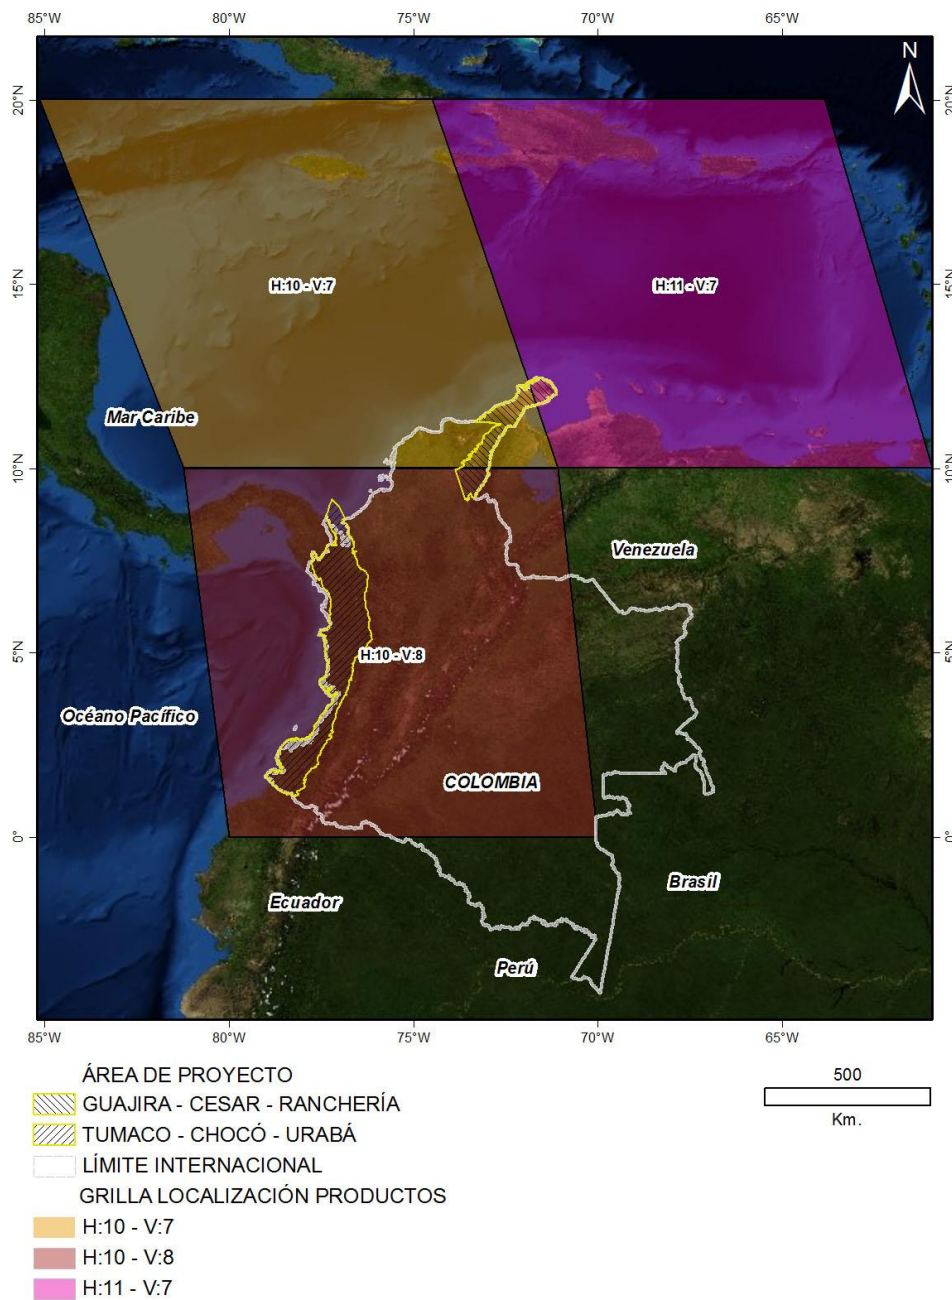 85°W 80°W 75°W 70°W 65°W
N
20°N 20°N
H:10 - V:7 H:11 - V:7
15°N 15°N
Mar Caribe
10°N 10°N
Venezuela
H:10 - V:8
5°N 5°N
Océano Pacífico
COLOMBIA
0° 0°
Ecuador Brasil
Perú
85°W 80°W 75°W 70°W 65°W
ÁREA DE PROYECTO
GUAJIRA - CESAR - RANCHERÍA
TUMACO - CHOCÓ - URABÁ
LÍMITE INTERNACIONAL
GRILLA LOCALIZACIÓN PRODUCTOS
H:10 - V:7
H:10 - V:8
H:11 - V:7
500
Km.